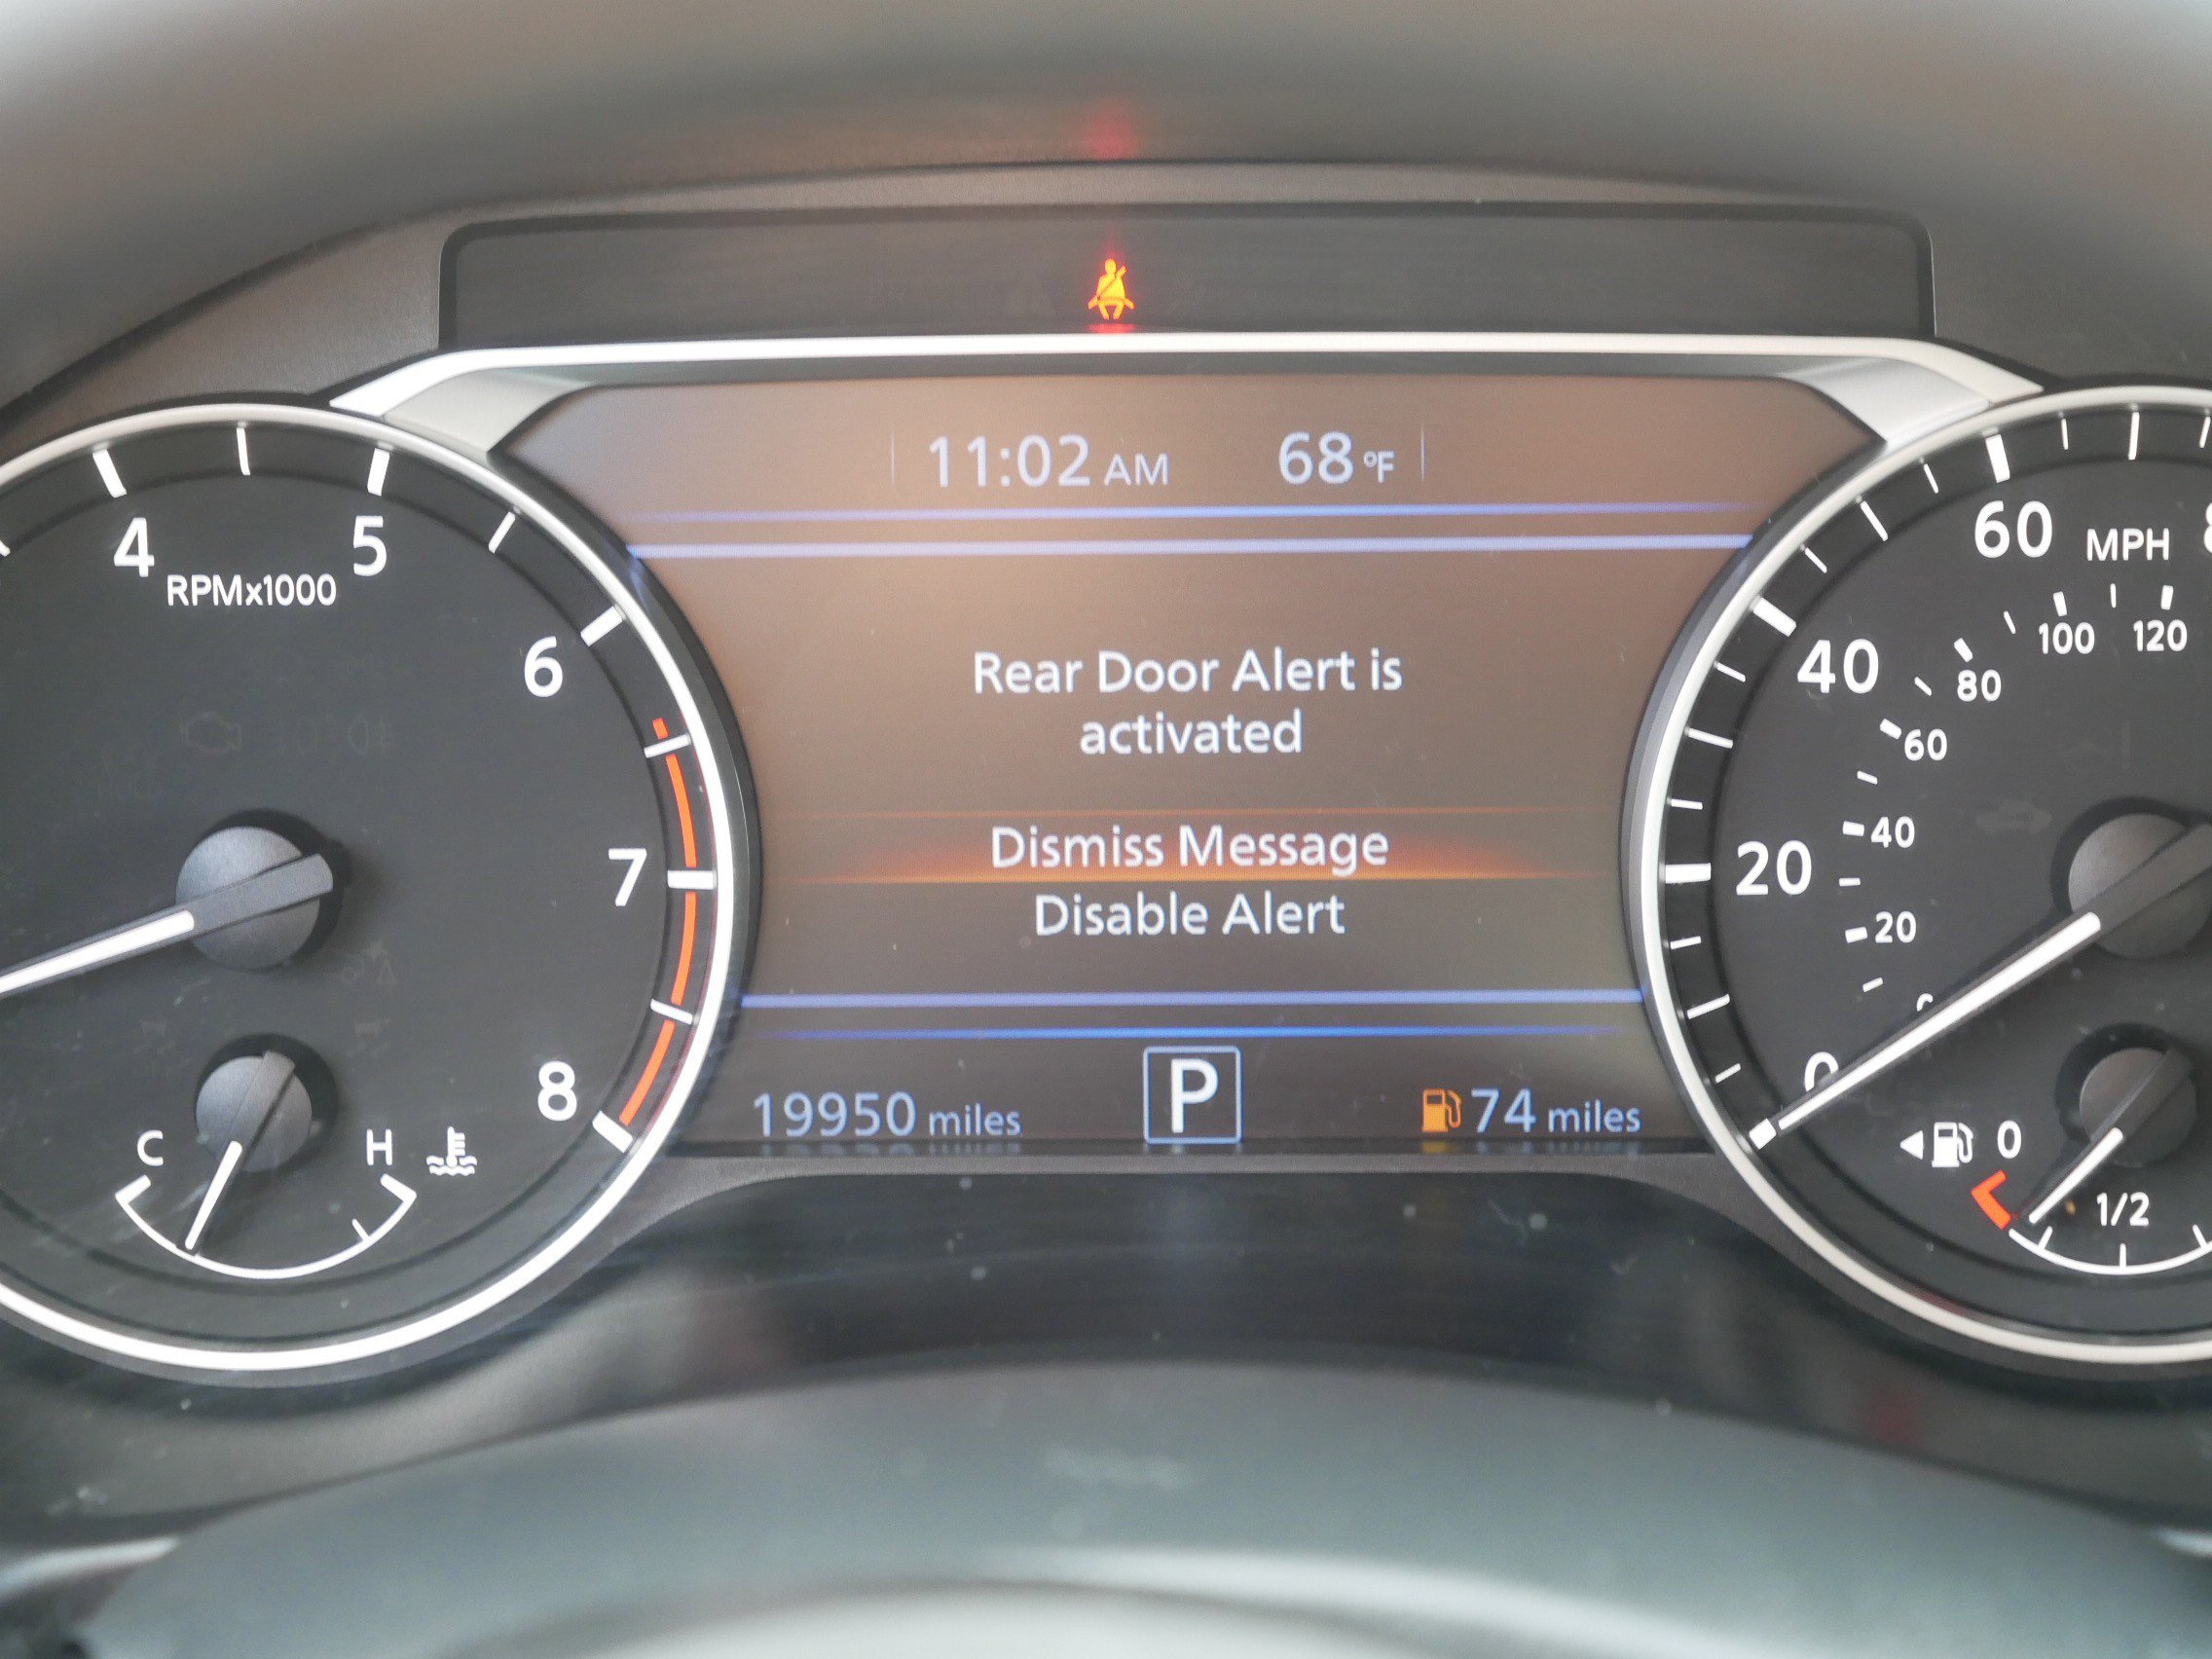 11:02 AM 68 °F
Rear Door Alert is
activated
Dismiss Message
Disable Alert
19950 miles
P
74 miles
4
5
6
7
8
RPMx1000
C
H
0
20
40
60
MPH
20
40
60
80
100
120
0
1/2